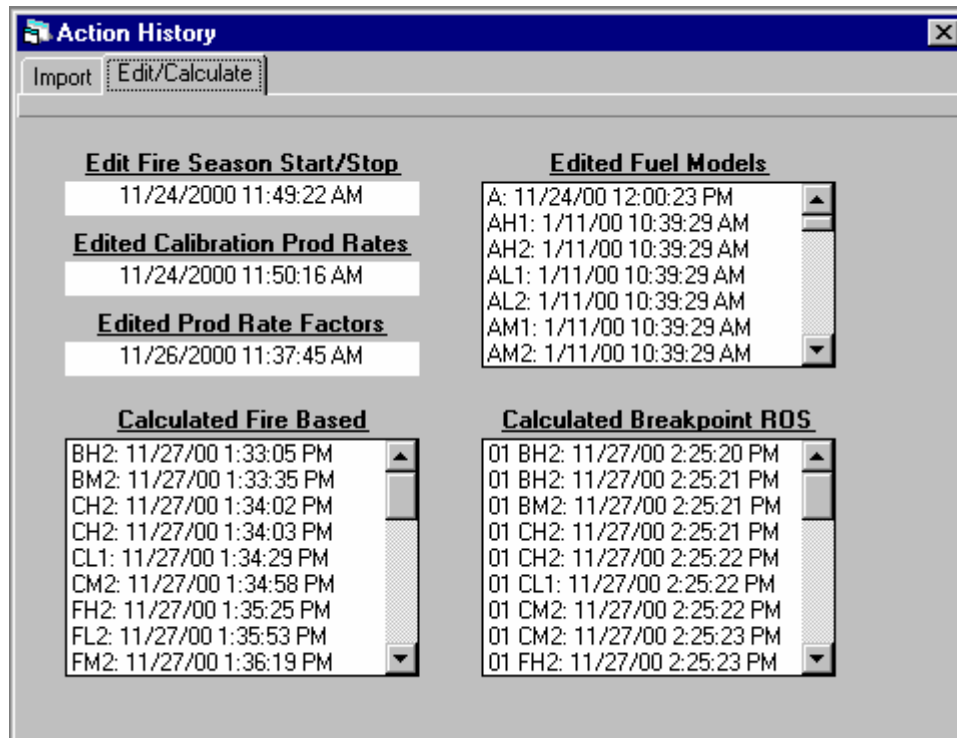 Action History
Import
Edit/Calculate
Edit Fire Season Start/Stop
11/24/2000 11:49:22 AM
Edited Calibration Prod Rates
11/24/2000 11:50:16 AM
Edited Prod Rate Factors
11/26/2000 11:37:45 AM
Edited Fuel Models
A: 11/24/00 12:00:23 PM
AH1: 1/11/00 10:39:29 AM
AH2: 1/11/00 10:39:29 AM
AL1: 1/11/00 10:39:29 AM
AL2: 1/11/00 10:39:29 AM
AM1: 1/11/00 10:39:29 AM
AM2: 1/11/00 10:39:29 AM
Calculated Fire Based
BH2: 11/27/00 1:33:05 PM
BM2: 11/27/00 1:33:35 PM
CH2: 11/27/00 1:34:02 PM
CH2: 11/27/00 1:34:03 PM
CL1: 11/27/00 1:34:29 PM
CM2: 11/27/00 1:34:58 PM
FH2: 11/27/00 1:35:25 PM
FL2: 11/27/00 1:35:53 PM
FM2: 11/27/00 1:36:19 PM
Calculated Breakpoint ROS
01 BH2: 11/27/00 2:25:20 PM
01 BH2: 11/27/00 2:25:21 PM
01 BM2: 11/27/00 2:25:21 PM
01 CH2: 11/27/00 2:25:21 PM
01 CH2: 11/27/00 2:25:22 PM
01 CL1: 11/27/00 2:25:22 PM
01 CM2: 11/27/00 2:25:22 PM
01 CM2: 11/27/00 2:25:23 PM
01 FH2: 11/27/00 2:25:23 PM